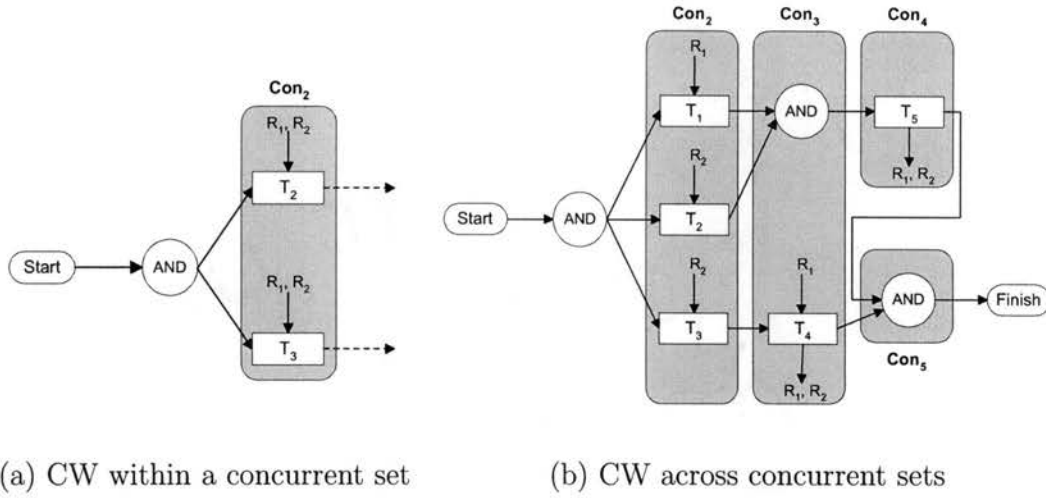 Con₂
R₁, R₂
T₂
Start
AND
R₁, R₂
T₃
(a) CW within a concurrent set
Con₂
Con₃
Con₄
R₁
T₁
AND
T₅
R₂
R₁, R₂
Start
AND
T₂
R₂
R₁
AND
Finish
T₃
T₄
Con₅
R₁, R₂
(b) CW across concurrent sets